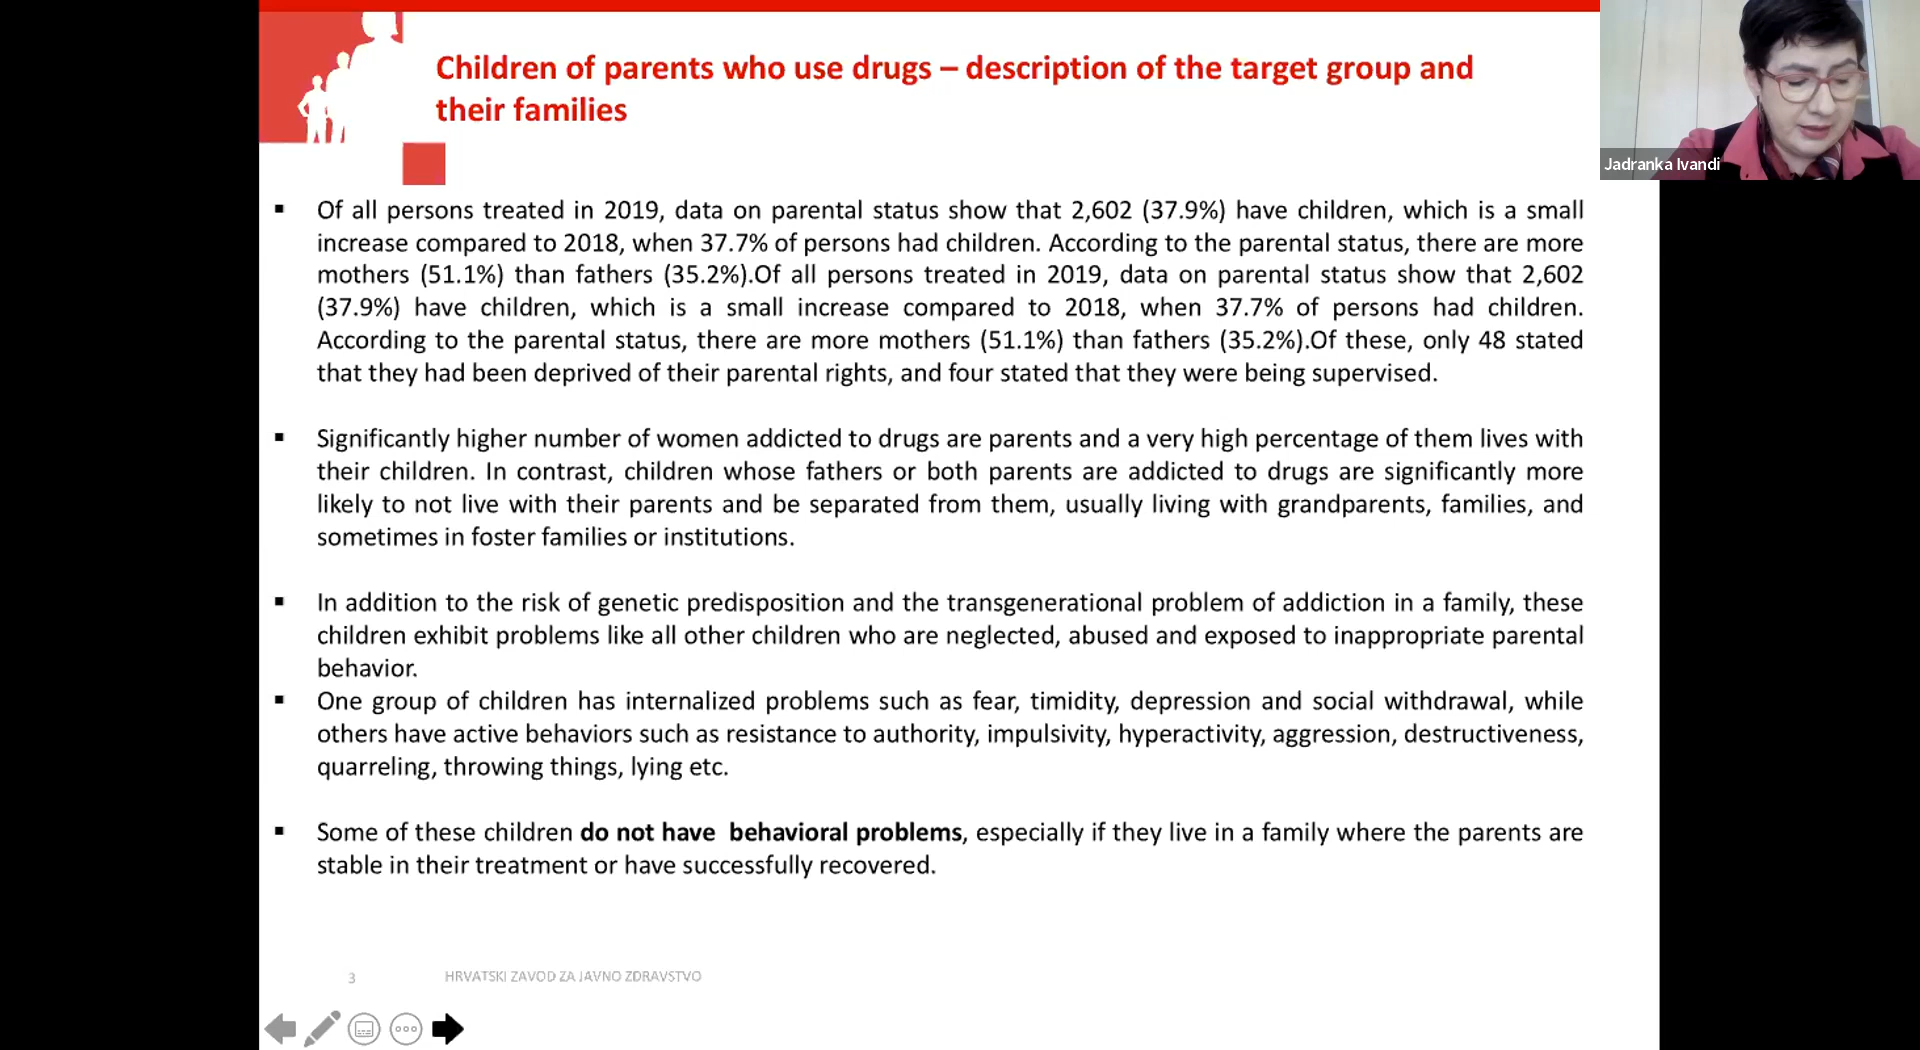 Children of parents who use drugs – description of the target group and
their families
Jadranka Ivandi
▪ Of all persons treated in 2019, data on parental status show that 2,602 (37.9%) have children, which is a small
increase compared to 2018, when 37.7% of persons had children. According to the parental status, there are more
mothers (51.1%) than fathers (35.2%).Of all persons treated in 2019, data on parental status show that 2,602
(37.9%) have children, which is a small increase compared to 2018, when 37.7% of persons had children.
According to the parental status, there are more mothers (51.1%) than fathers (35.2%).Of these, only 48 stated
that they had been deprived of their parental rights, and four stated that they were being supervised.
▪ Significantly higher number of women addicted to drugs are parents and a very high percentage of them lives with
their children. In contrast, children whose fathers or both parents are addicted to drugs are significantly more
likely to not live with their parents and be separated from them, usually living with grandparents, families, and
sometimes in foster families or institutions.
▪ In addition to the risk of genetic predisposition and the transgenerational problem of addiction in a family, these
children exhibit problems like all other children who are neglected, abused and exposed to inappropriate parental
behavior.
▪ One group of children has internalized problems such as fear, timidity, depression and social withdrawal, while
others have active behaviors such as resistance to authority, impulsivity, hyperactivity, aggression, destructiveness,
quarreling, throwing things, lying etc.
▪ Some of these children do not have  behavioral problems, especially if they live in a family where the parents are
stable in their treatment or have successfully recovered.
3 HRVATSKI ZAVOD ZA JAVNO ZDRAVSTVO